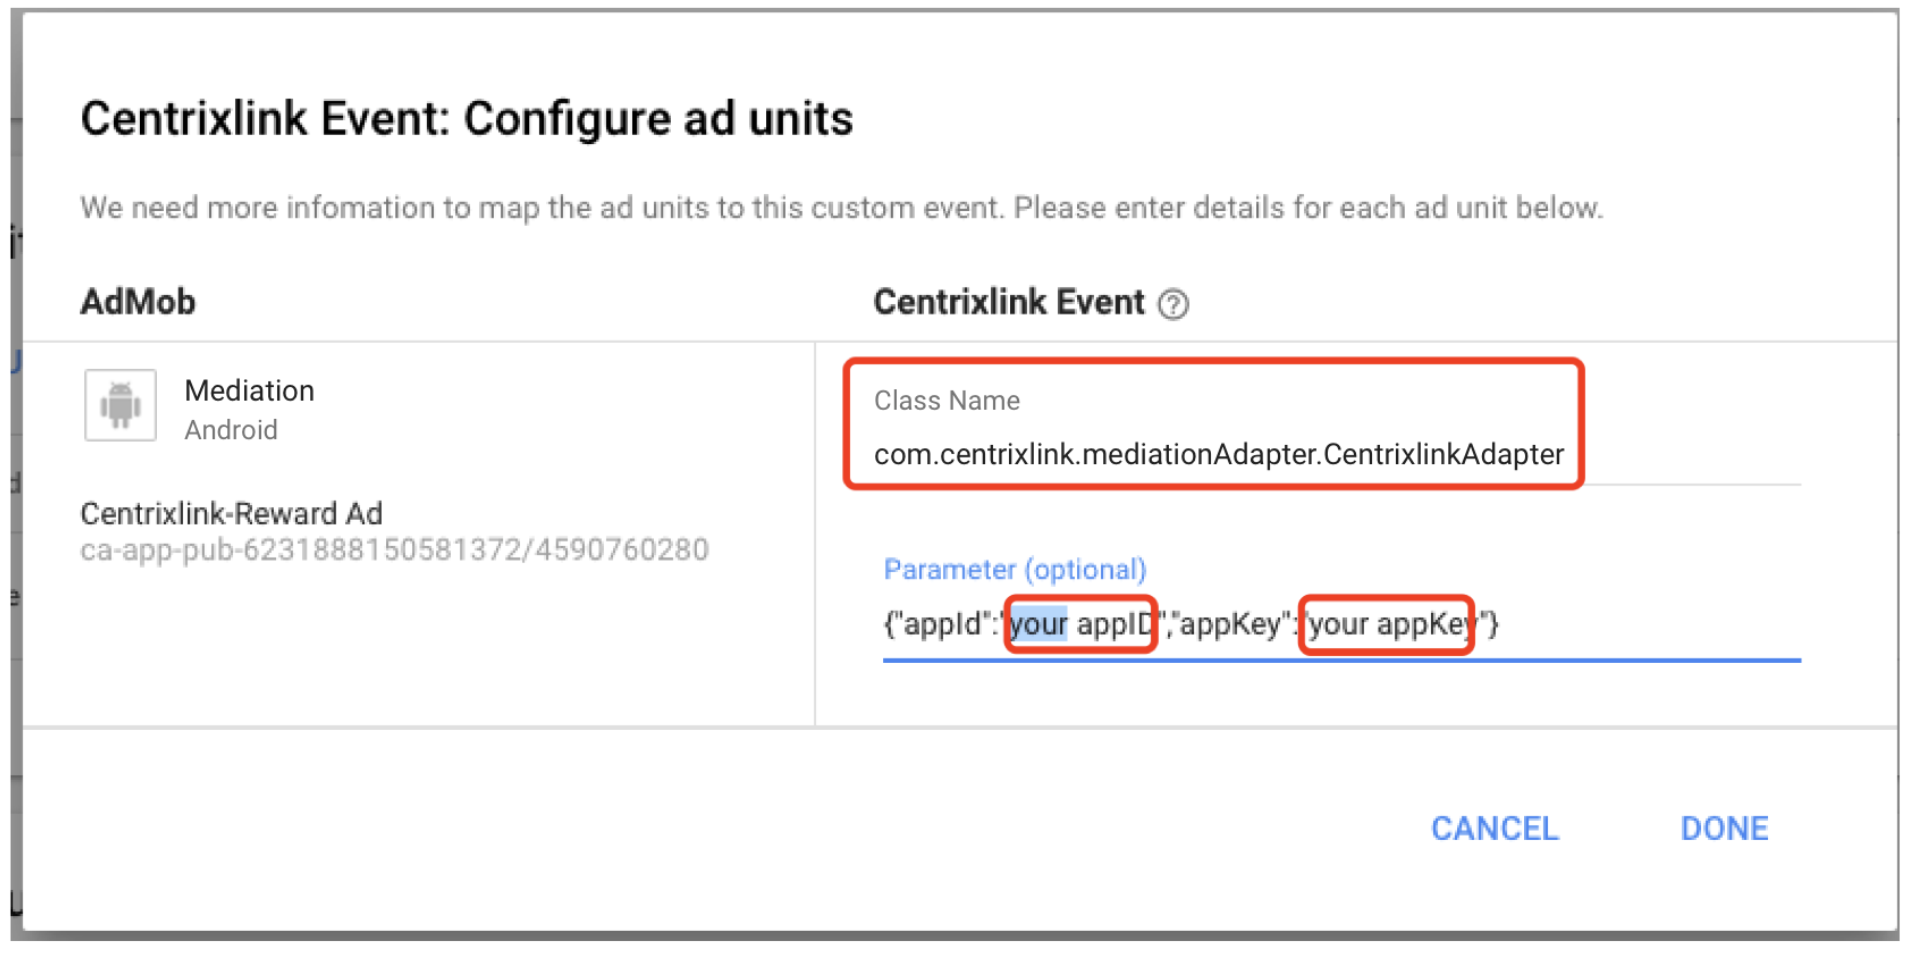 Centrixlink Event: Configure ad units
We need more infomation to map the ad units to this custom event. Please enter details for each ad unit below.
AdMob
Centrixlink Event ?
Mediation
Android
Centrixlink-Reward Ad
ca-app-pub-6231888150581372/4590760280
Class Name
com.centrixlink.mediationAdapter.CentrixlinkAdapter
Parameter (optional)
{"appId":"your appID","appKey":"your appKey"}
CANCEL
DONE